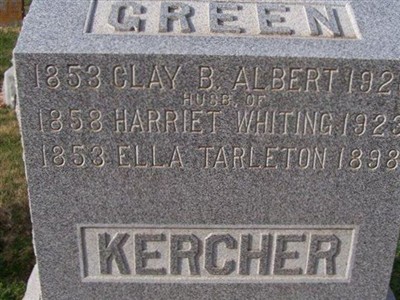 GREEN
1853 CLAY B. ALBERT 192
HUSB. OF
1858 HARRIET WHITING 1923
1853 ELLA TARLETON 1898
KERCHER